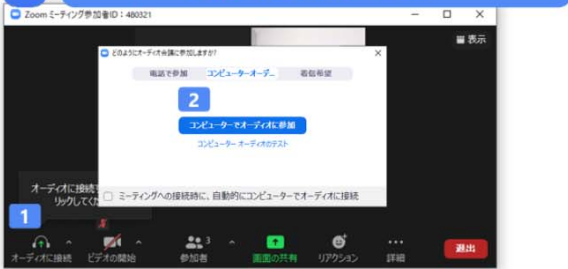 Zoom ミーティング参加者ID：480321
表示
どのようにオーディオ会議に参加しますか?
電話で参加 コンピューターオーデ... 着信希望
2
コンピューターでオーディオに参加
コンピューター オーディオのテスト
オーディオに接続
リックしてくだ
ミーティングへの接続時に、自動的にコンピューターでオーディオに接続
1
3
オーディオに接続 ビデオの開始 参加者 画面の共有 リアクション 詳細 退出